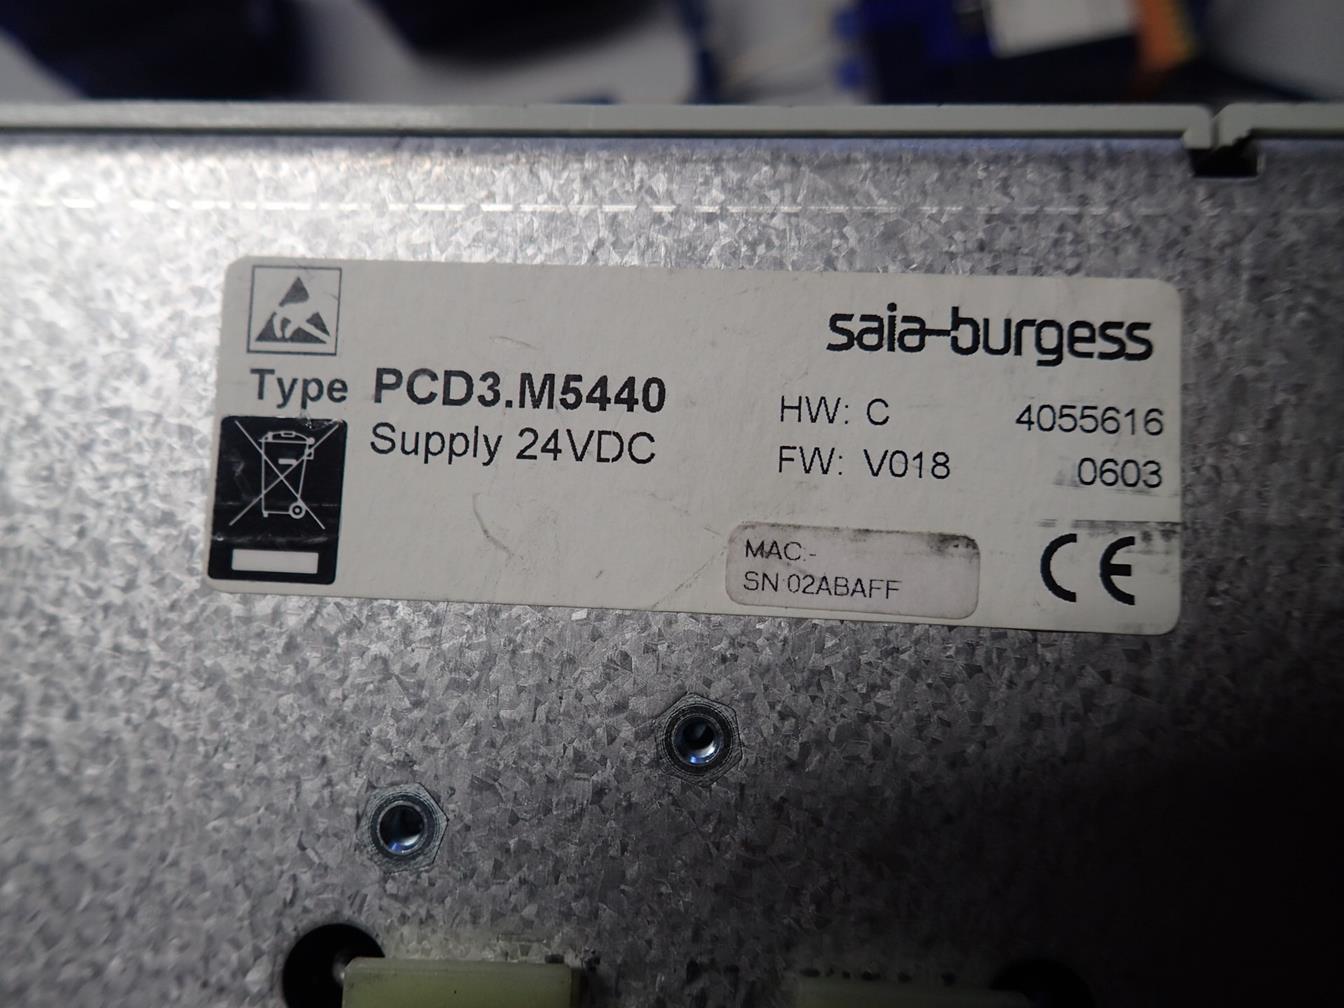 saia-burgess
Type PCD3.M5440
Supply 24VDC
HW: C 4055616
FW: V018 0603
MAC:-
SN 02ABAFF
CE